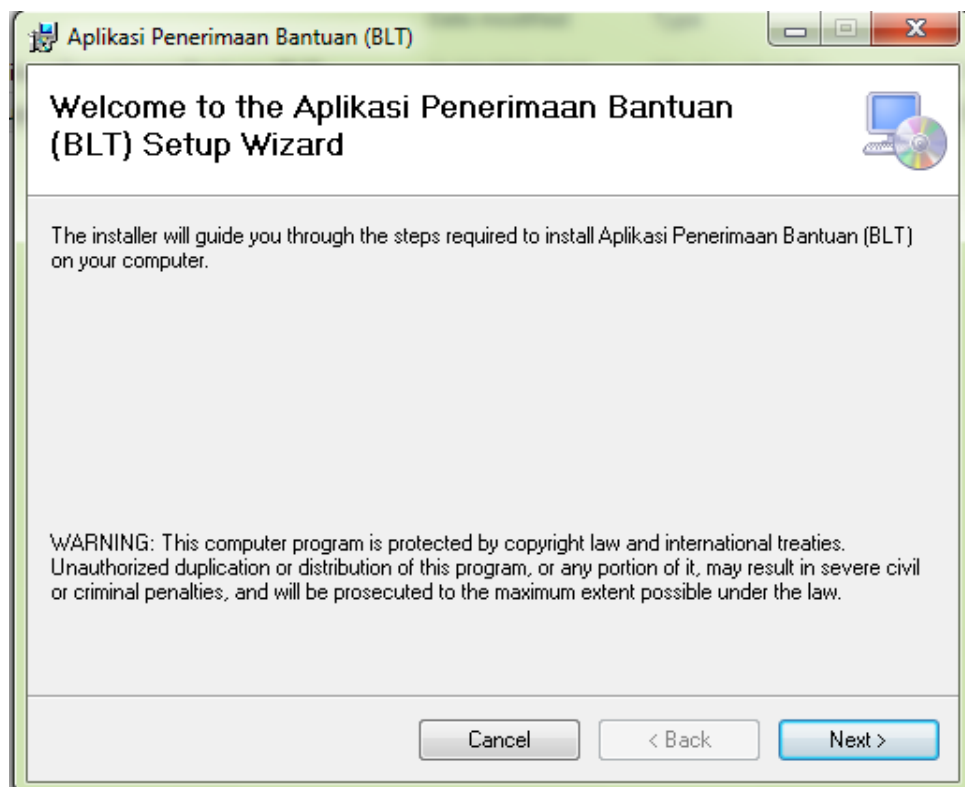 Aplikasi Penerimaan Bantuan (BLT)
Welcome to the Aplikasi Penerimaan Bantuan
(BLT) Setup Wizard
The installer will guide you through the steps required to install Aplikasi Penerimaan Bantuan (BLT)
on your computer.
WARNING: This computer program is protected by copyright law and international treaties.
Unauthorized duplication or distribution of this program, or any portion of it, may result in severe civil
or criminal penalties, and will be prosecuted to the maximum extent possible under the law.
Cancel
< Back
Next >